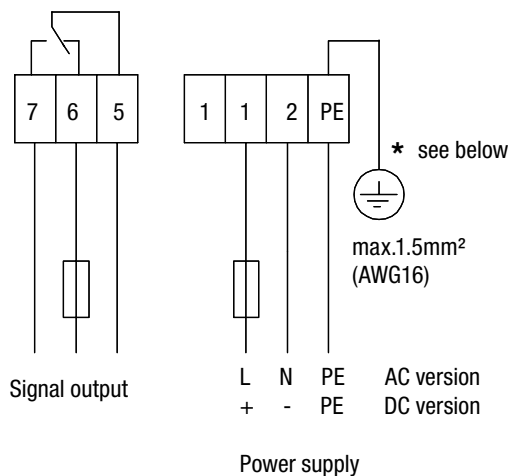 7 6 5
1 1 2 PE
* see below
max.1.5mm²
(AWG16)
Signal output
L N PE AC version
+ - PE DC version
Power supply